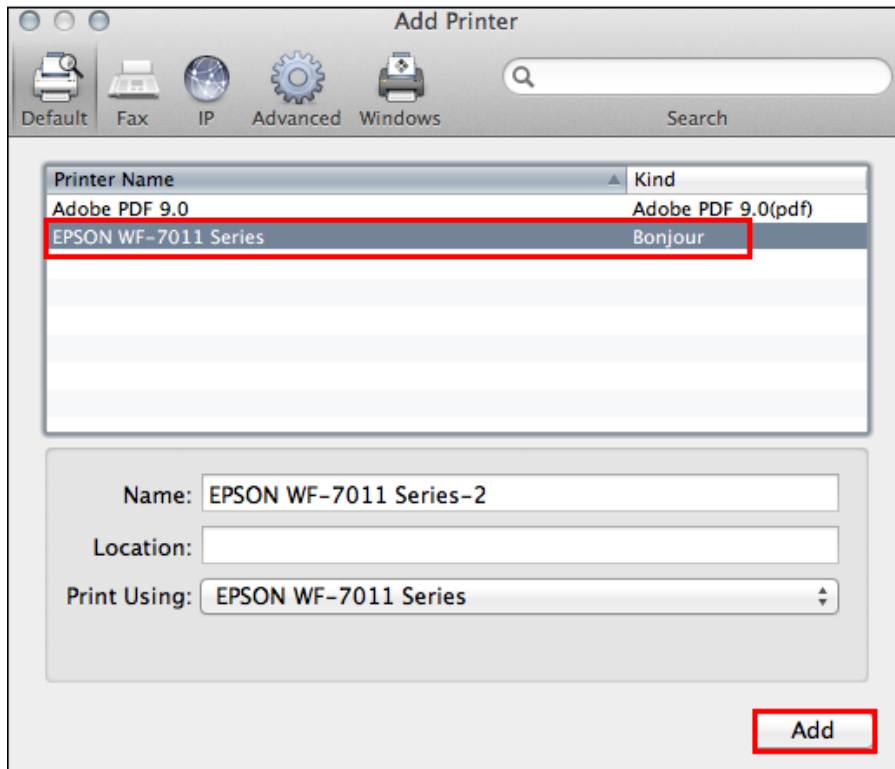 Add Printer
Default Fax IP Advanced Windows Search
Printer Name Kind
Adobe PDF 9.0 Adobe PDF 9.0(pdf)
EPSON WF-7011 Series Bonjour
Name: EPSON WF-7011 Series-2
Location:
Print Using: EPSON WF-7011 Series
Add